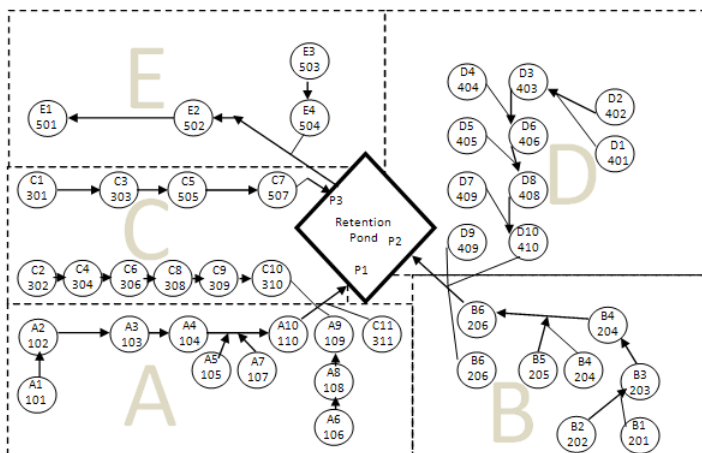 E
E3
503
E1
501
E2
502
E4
504
D4
404
D3
403
D2
402
D5
405
D6
406
D1
401
D
D7
409
D8
408
D9
409
D10
410
C1
301
C3
303
C5
505
C7
507
C
P3
Retention
Pond
P2
P1
C2
302
C4
304
C6
306
C8
308
C9
309
C10
310
C11
311
A2
102
A3
103
A4
104
A10
110
A9
109
A5
105
A7
107
A1
101
A8
108
A6
106
A
B6
206
B4
204
B6
206
B5
205
B4
204
B3
203
B2
202
B1
201
B